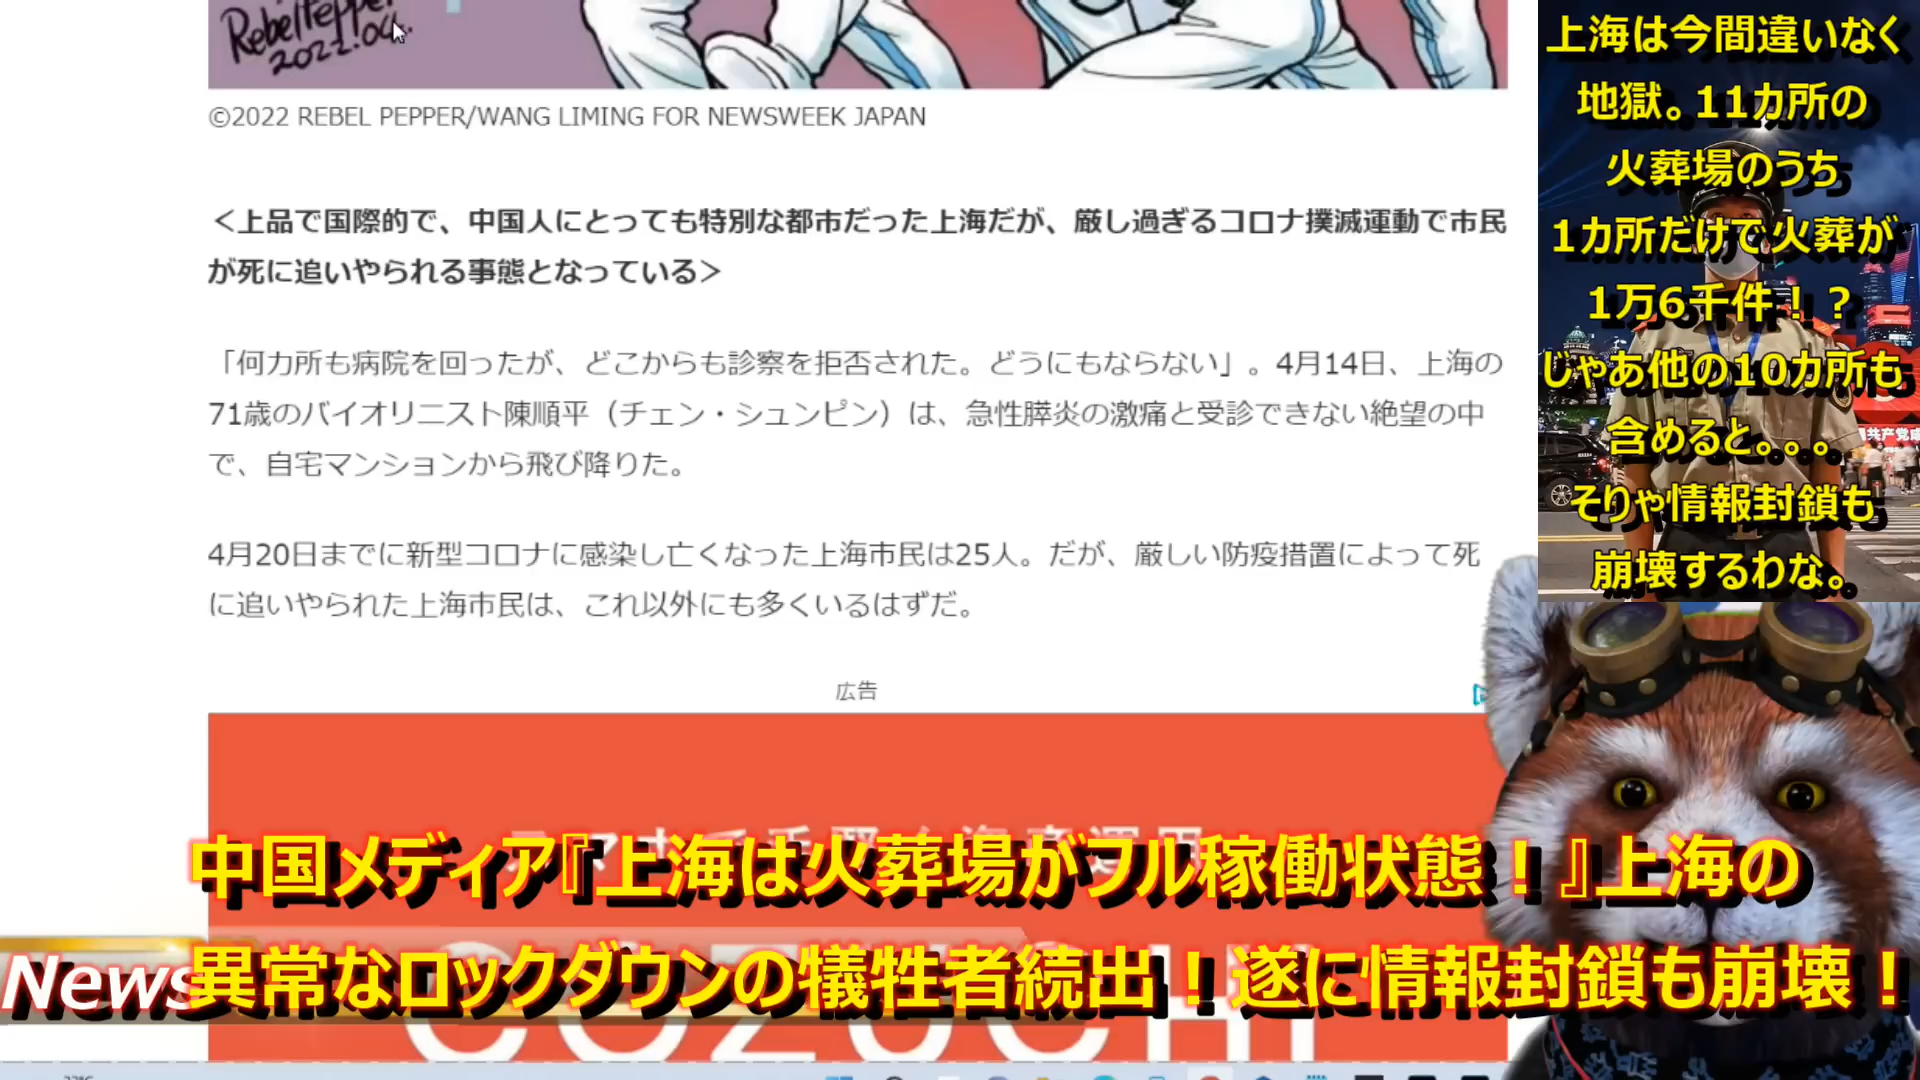 RebelPepper
2022.04.
©2022 REBEL PEPPER/WANG LIMING FOR NEWSWEEK JAPAN
＜上品で国際的で、中国人にとっても特別な都市だった上海だが、厳し過ぎるコロナ撲滅運動で市民
が死に追いやられる事態となっている＞
「何カ所も病院を回ったが、どこからも診察を拒否された。どうにもならない」。4月14日、上海の
71歳のバイオリニスト陳順平（チェン・シュンピン）は、急性膵炎の激痛と受診できない絶望の中
で、自宅マンションから飛び降りた。
4月20日までに新型コロナに感染し亡くなった上海市民は25人。だが、厳しい防疫措置によって死
に追いやられた上海市民は、これ以外にも多くいるはずだ。
広告
上海は今間違いなく
地獄。11カ所の
火葬場のうち
1カ所だけで火葬が
1万6千件！？
じゃあ他の10カ所も
含めると。。。
そりゃ情報封鎖も
崩壊するわな。
共产党
中国メディア『上海は火葬場がフル稼働状態！』上海の
News
異常なロックダウンの犠牲者続出！遂に情報封鎖も崩壊！
COZUCHI